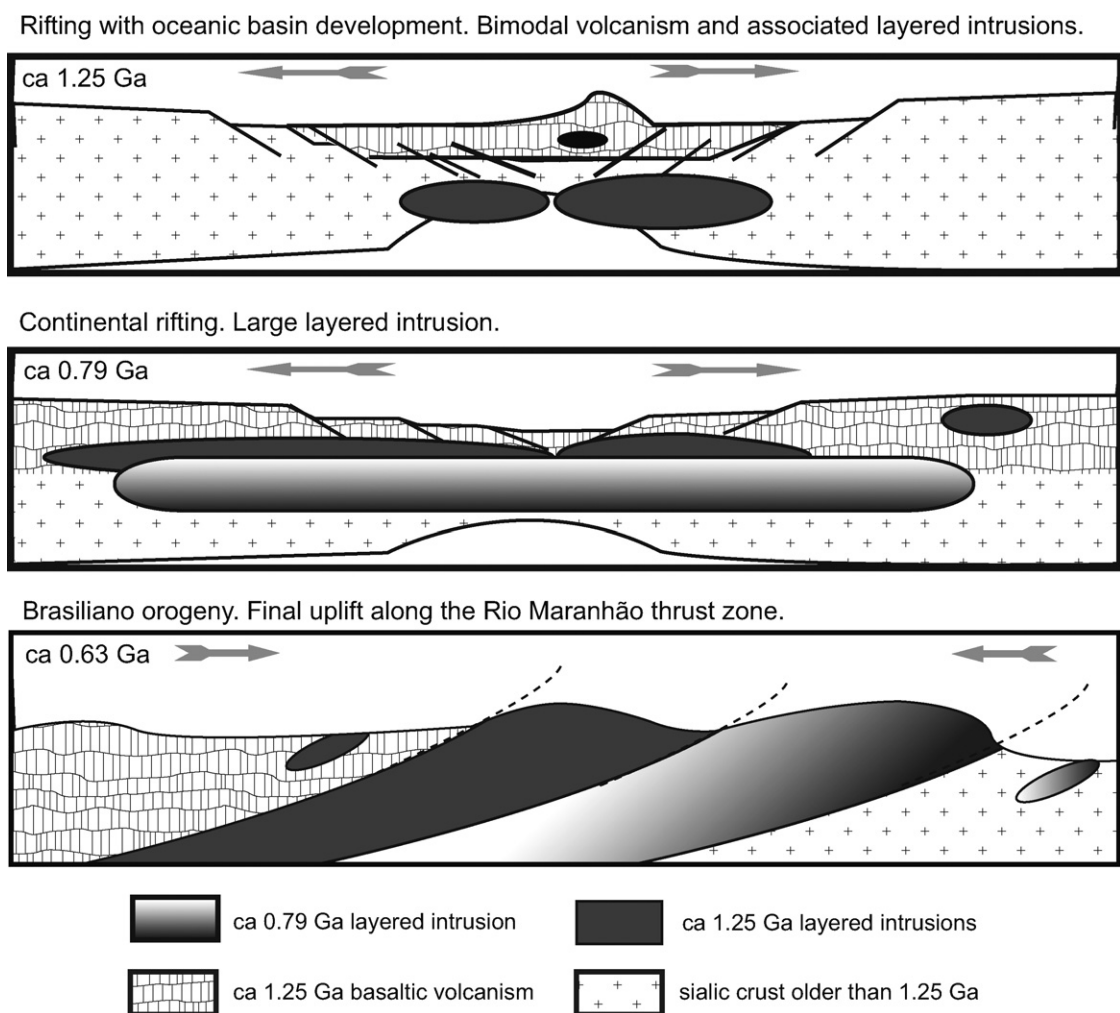 Rifting with oceanic basin development. Bimodal volcanism and associated layered intrusions.
ca 1.25 Ga
Continental rifting. Large layered intrusion.
ca 0.79 Ga
Brasiliano orogeny. Final uplift along the Rio Maranhão thrust zone.
ca 0.63 Ga
ca 0.79 Ga layered intrusion
ca 1.25 Ga layered intrusions
ca 1.25 Ga basaltic volcanism
sialic crust older than 1.25 Ga